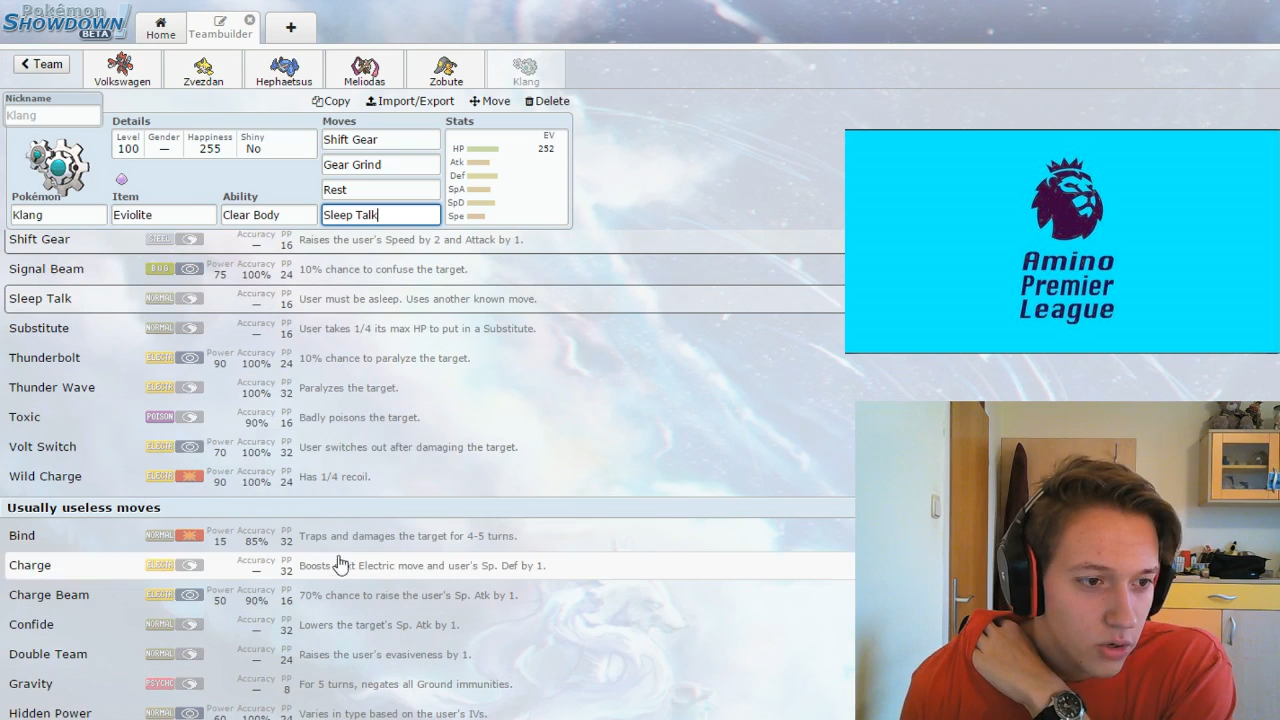 Pokémon
SHOWDOWN!
BETA
Home
Teambuilder
+
Team
Volkswagen
Zvezdan
Hephaetsus
Meliodas
Zobute
Klang
Nickname
Klang
Copy
Import/Export
Move
Delete
Details
Moves
Stats
Level
Gender
Happiness
Shiny
100
—
255
No
Shift Gear
Gear Grind
Rest
Sleep Talk
EV
HP
252
Atk
Def
SpA
SpD
Spe
Pokémon
Item
Ability
Klang
Eviolite
Clear Body
Shift Gear STEEL Accuracy — PP 16 Raises the user's Speed by 2 and Attack by 1.
Signal Beam BUG Power 75 Accuracy 100% PP 24 10% chance to confuse the target.
Sleep Talk NORMAL Accuracy — PP 16 User must be asleep. Uses another known move.
Substitute NORMAL Accuracy — PP 16 User takes 1/4 its max HP to put in a Substitute.
Thunderbolt ELECTR Power 90 Accuracy 100% PP 24 10% chance to paralyze the target.
Thunder Wave ELECTR Accuracy 100% PP 32 Paralyzes the target.
Toxic POISON Accuracy 90% PP 16 Badly poisons the target.
Volt Switch ELECTR Power 70 Accuracy 100% PP 32 User switches out after damaging the target.
Wild Charge ELECTR Power 90 Accuracy 100% PP 24 Has 1/4 recoil.
Usually useless moves
Bind NORMAL Power 15 Accuracy 85% PP 32 Traps and damages the target for 4-5 turns.
Charge ELECTR Accuracy — PP 32 Boosts Electric move and user's Sp. Def by 1.
Charge Beam ELECTR Power 50 Accuracy 90% PP 16 70% chance to raise the user's Sp. Atk by 1.
Confide NORMAL Accuracy — PP 32 Lowers the target's Sp. Atk by 1.
Double Team NORMAL Accuracy — PP 24 Raises the user's evasiveness by 1.
Gravity PSYCHC Accuracy — PP 8 For 5 turns, negates all Ground immunities.
Hidden Power NORMAL Power 60 Accuracy 100% PP 24 Varies in type based on the user's IVs.
Amino
Premier
League